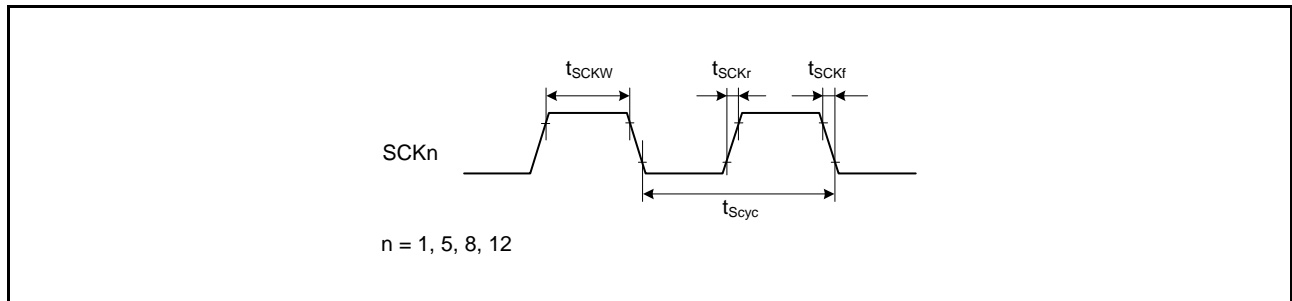 tSCKW tSCKr tSCKf
SCKn
tScyc
n = 1, 5, 8, 12